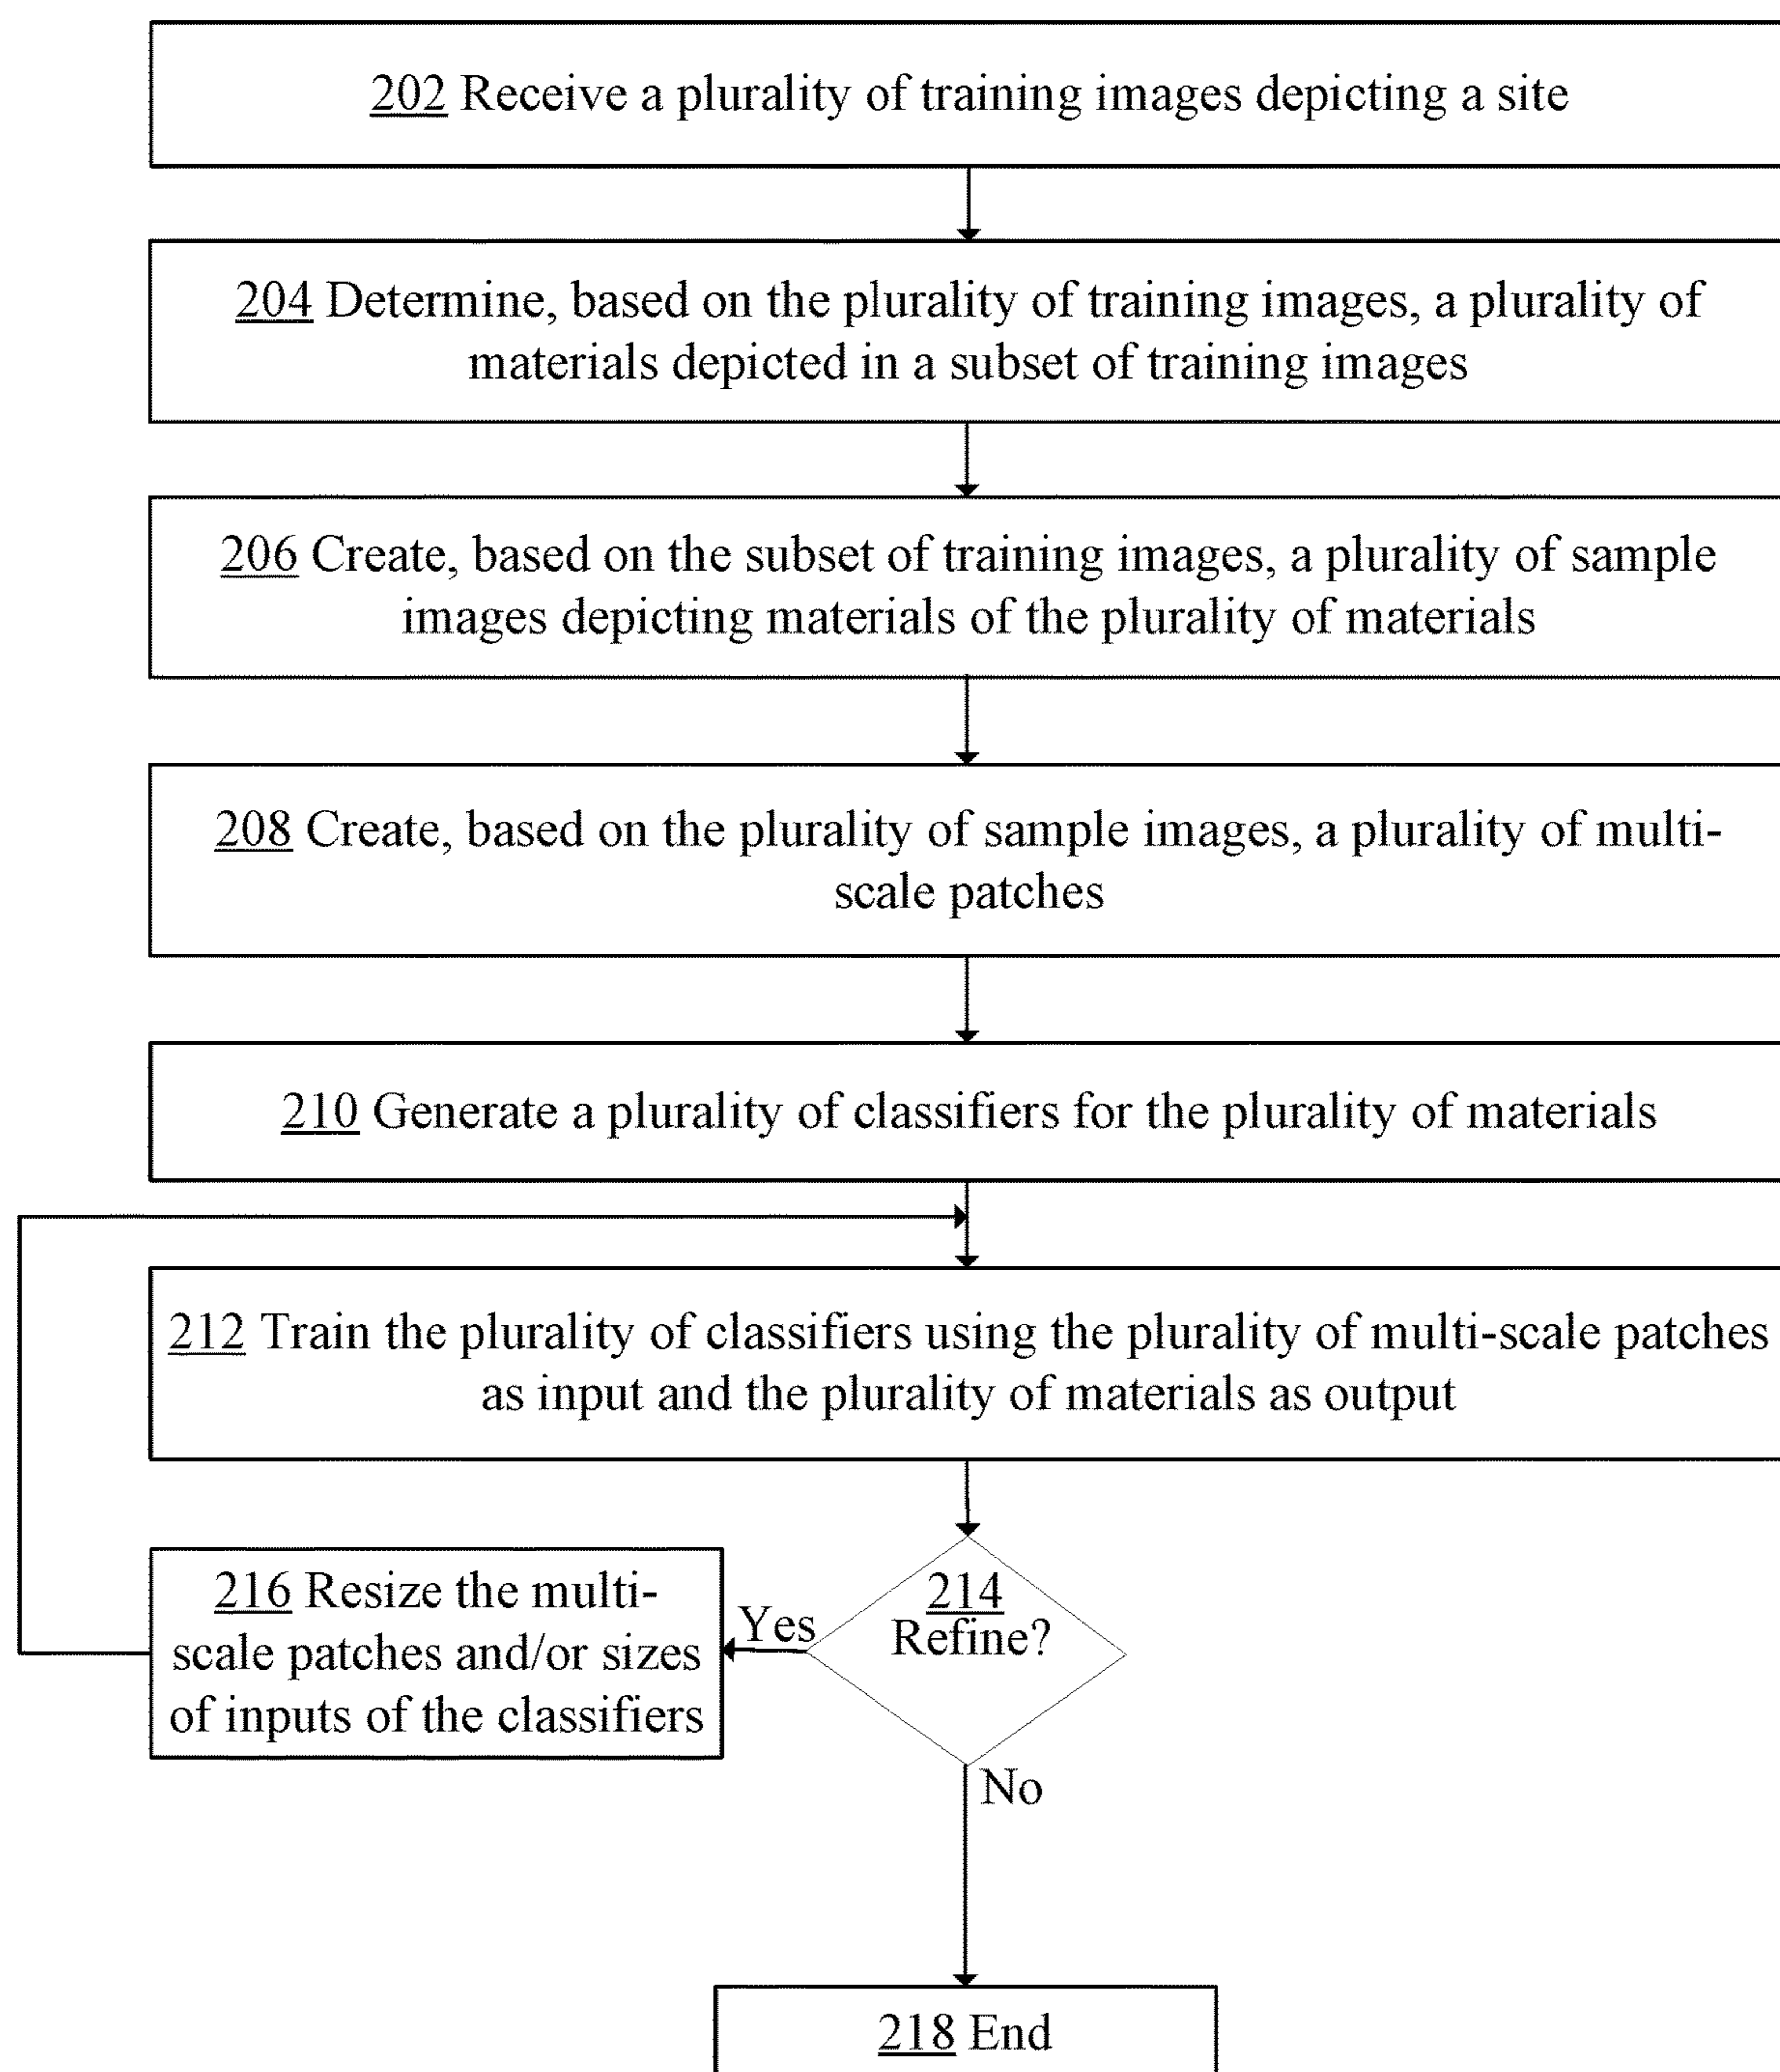 202 Receive a plurality of training images depicting a site
204 Determine, based on the plurality of training images, a plurality of
materials depicted in a subset of training images
206 Create, based on the subset of training images, a plurality of sample
images depicting materials of the plurality of materials
208 Create, based on the plurality of sample images, a plurality of multi-
scale patches
210 Generate a plurality of classifiers for the plurality of materials
212 Train the plurality of classifiers using the plurality of multi-scale patches
as input and the plurality of materials as output
214
Refine?
Yes
216 Resize the multi-
scale patches and/or sizes
of inputs of the classifiers
No
218 End